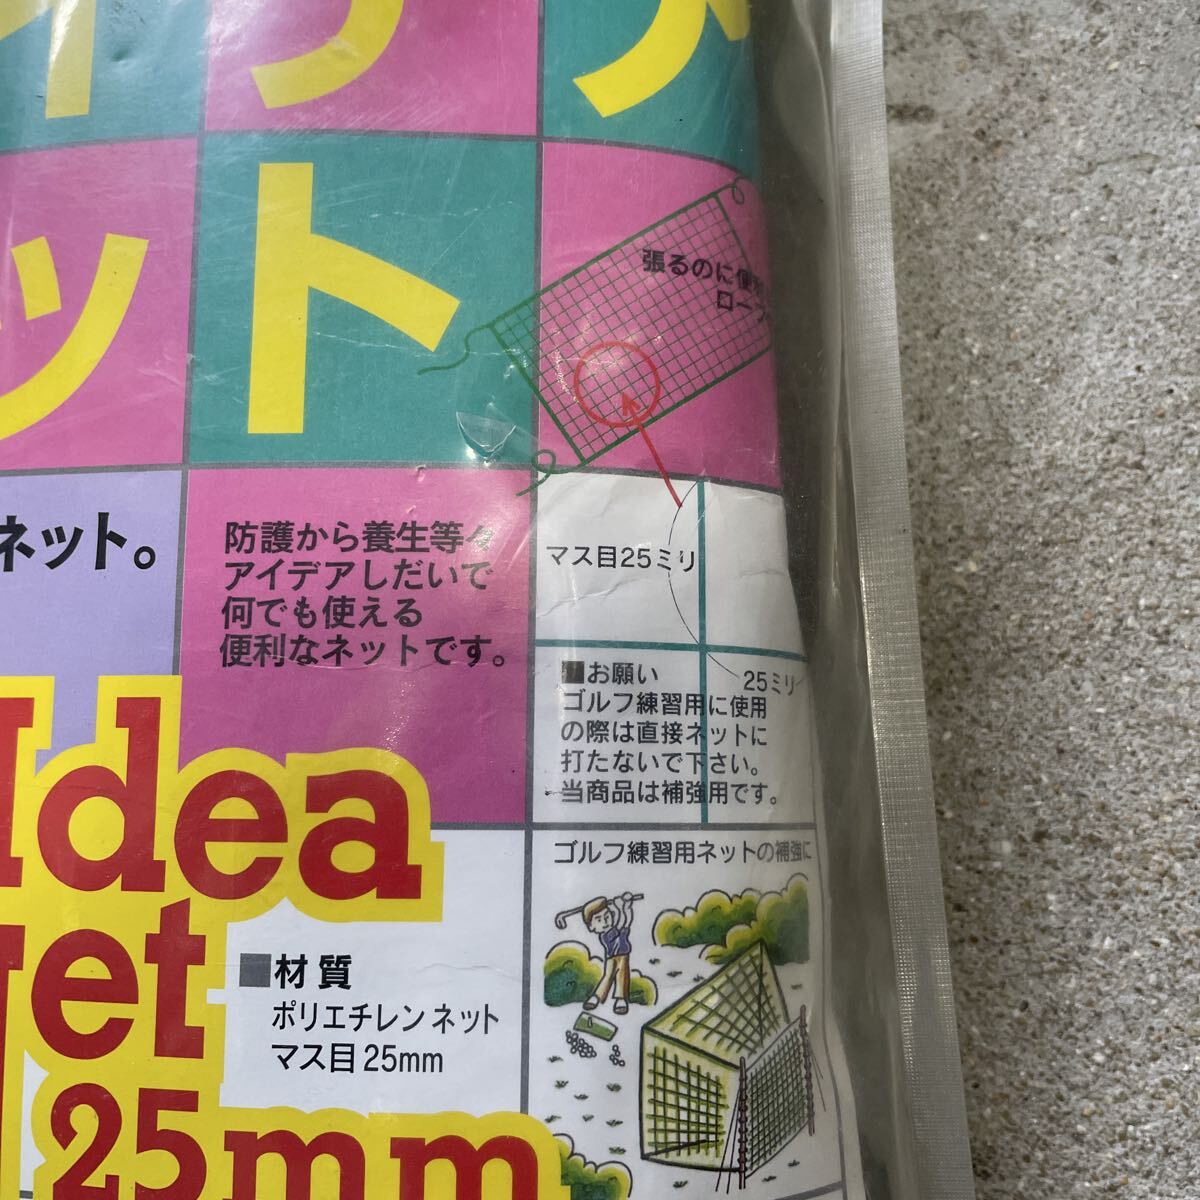 イデア
ット
張るのに便利
ロープ
ネット。
防護から養生等々
アイデアしだいで
何でも使える
便利なネットです。
マス目25ミリ
25ミリ
■お願い
ゴルフ練習用に使用
の際は直接ネットに
打たないで下さい。
当商品は補強用です。
ゴルフ練習用ネットの補強に
Idea
et
25mm
■材質
ポリエチレンネット
マス目25mm